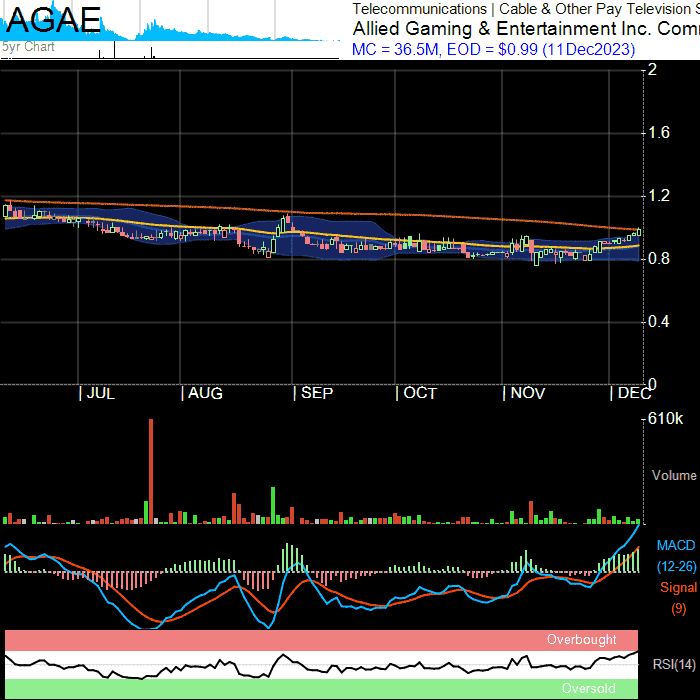 AGAE
5yr Chart
Telecommunications | Cable & Other Pay Television S
Allied Gaming & Entertainment Inc. Com
MC = 36.5M, EOD = $0.99 (11Dec2023)
2
1.6
1.2
0.8
0.4
0
JUL AUG SEP OCT NOV DEC
610k
Volume
MACD
(12-26)
Signal
(9)
Overbought
RSI(14)
Oversold